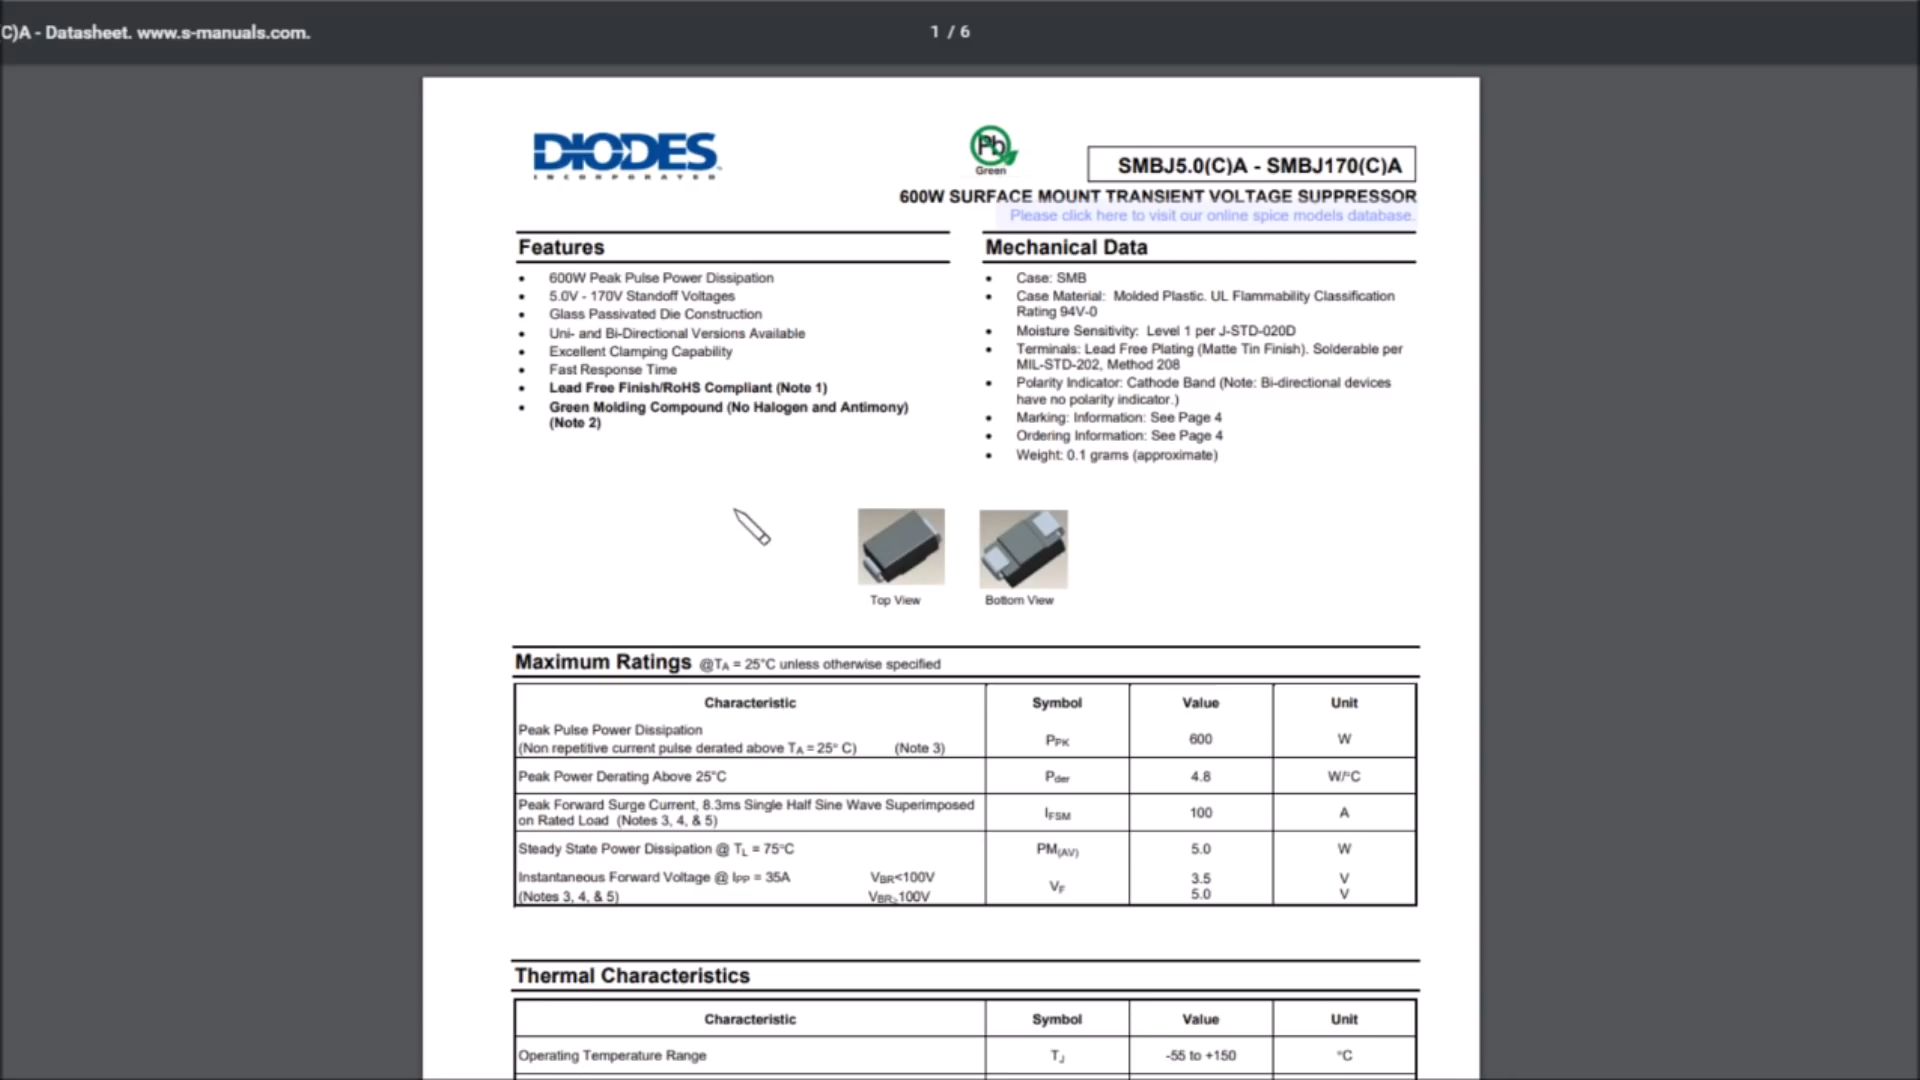 C)A - Datasheet. www.s-manuals.com.
1 / 6
DIODES
INCORPORATED
Pb
Green
SMBJ5.0(C)A - SMBJ170(C)A
600W SURFACE MOUNT TRANSIENT VOLTAGE SUPPRESSOR
Please click here to visit our online spice models database.
Features
• 600W Peak Pulse Power Dissipation
• 5.0V - 170V Standoff Voltages
• Glass Passivated Die Construction
• Uni- and Bi-Directional Versions Available
• Excellent Clamping Capability
• Fast Response Time
• Lead Free Finish/RoHS Compliant (Note 1)
• Green Molding Compound (No Halogen and Antimony)
(Note 2)
Mechanical Data
• Case: SMB
• Case Material: Molded Plastic. UL Flammability Classification
Rating 94V-0
• Moisture Sensitivity: Level 1 per J-STD-020D
• Terminals: Lead Free Plating (Matte Tin Finish). Solderable per
MIL-STD-202, Method 208
• Polarity Indicator: Cathode Band (Note: Bi-directional devices
have no polarity indicator.)
• Marking: Information: See Page 4
• Ordering Information: See Page 4
• Weight: 0.1 grams (approximate)
Top View
Bottom View
Maximum Ratings @TA = 25°C unless otherwise specified
Characteristic Symbol Value Unit
Peak Pulse Power Dissipation
(Non repetitive current pulse derated above TA = 25° C) (Note 3) PPK 600 W
Peak Power Derating Above 25°C Pder 4.8 W/°C
Peak Forward Surge Current, 8.3ms Single Half Sine Wave Superimposed
on Rated Load (Notes 3, 4, & 5) IFSM 100 A
Steady State Power Dissipation @ TL = 75°C PM(AV) 5.0 W
Instantaneous Forward Voltage @ IPP = 35A VBR<100V VF 3.5 V
(Notes 3, 4, & 5) VBR≥100V 5.0 V
Thermal Characteristics
Characteristic Symbol Value Unit
Operating Temperature Range TJ -55 to +150 °C